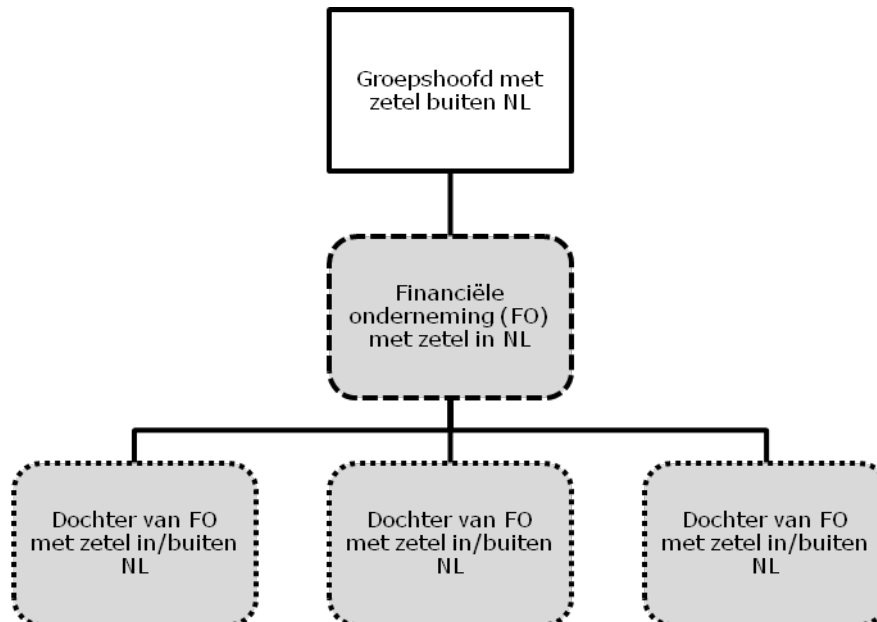 Groepshoofd met
zetel buiten NL
Financiële
onderneming (FO)
met zetel in NL
Dochter van FO
met zetel in/buiten
NL
Dochter van FO
met zetel in/buiten
NL
Dochter van FO
met zetel in/buiten
NL